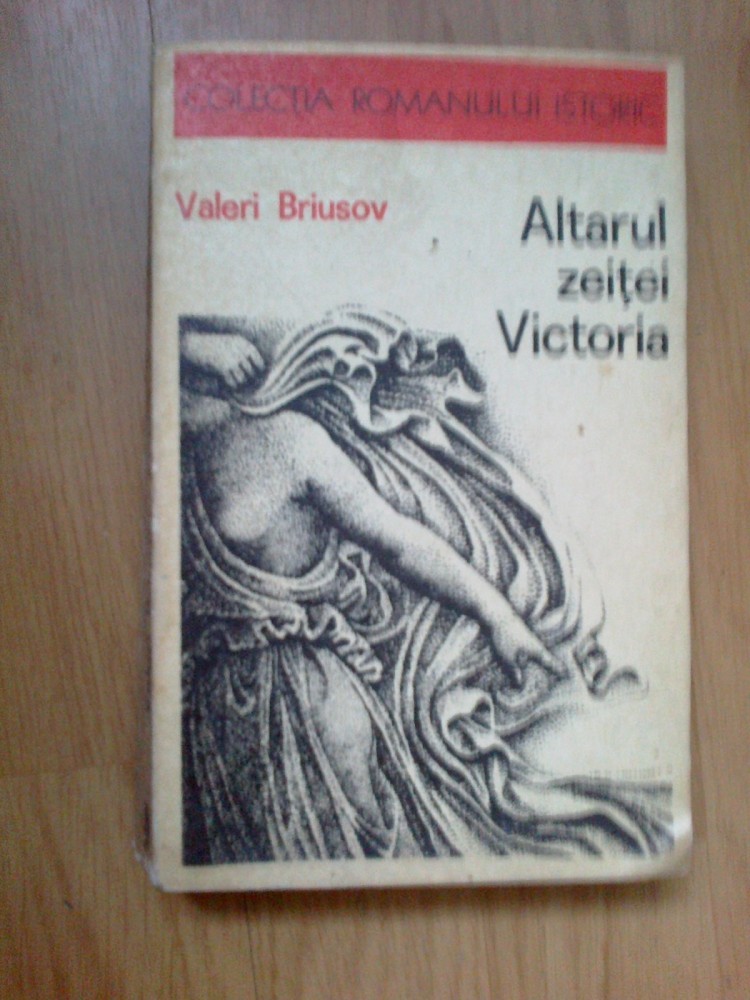 COLECȚIA ROMANULUI ISTORIC
Valeri Briusov
Altarul
zeiței
Victoria